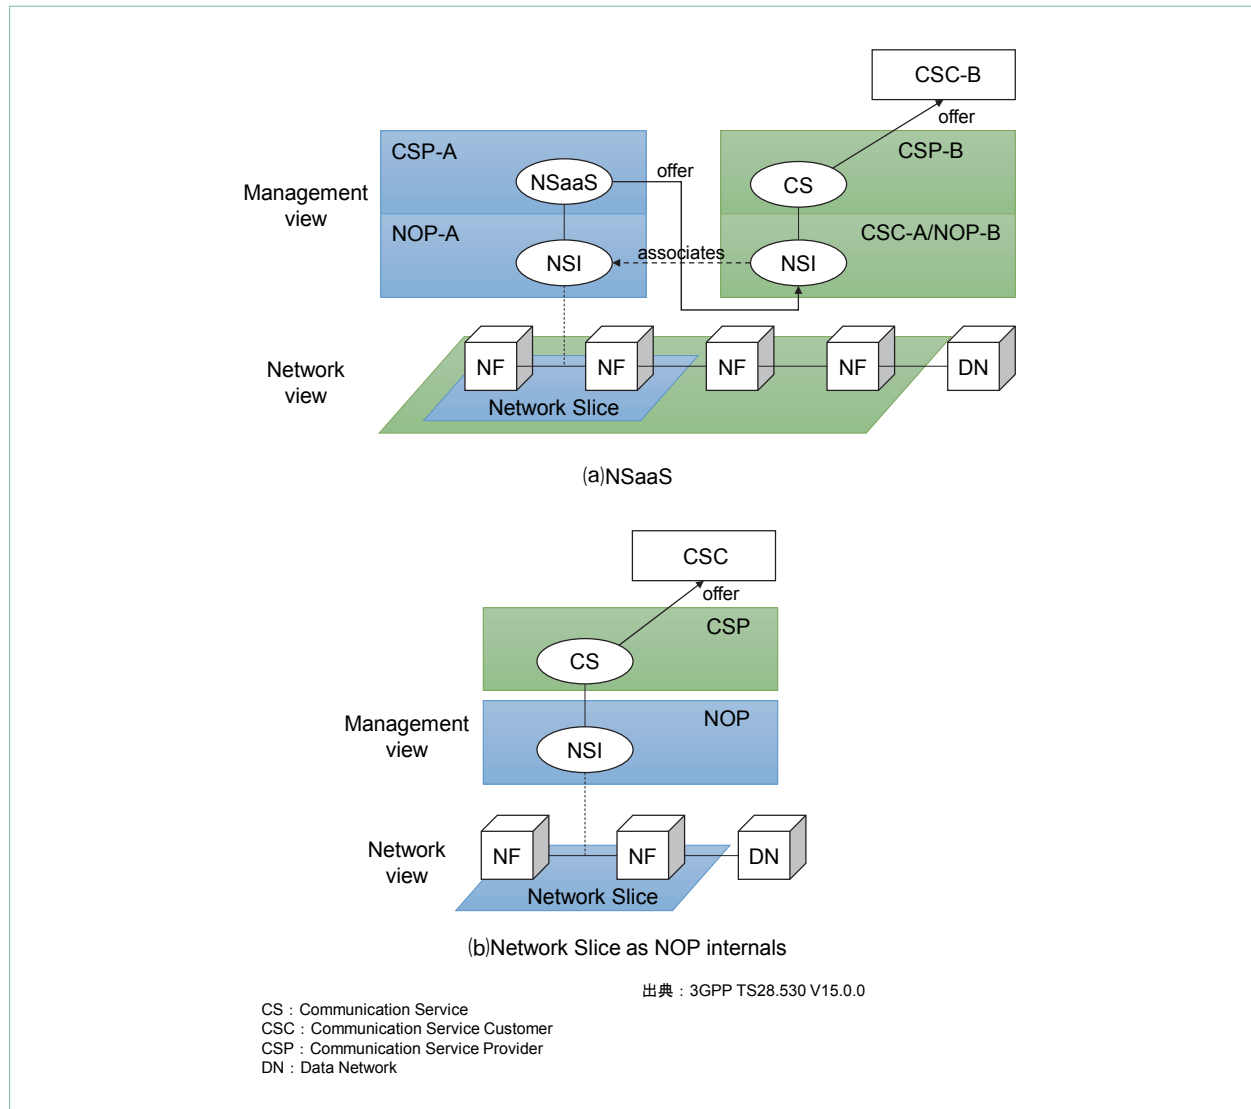 CSC-B
offer
CSP-A
CSP-B
NSaaS
offer
CS
Management
view
NOP-A
CSC-A/NOP-B
associates
NSI
NSI
Network
view
NF
NF
NF
NF
DN
Network Slice
(a)NSaaS
CSC
offer
CSP
CS
Management
view
NOP
NSI
Network
view
NF
NF
DN
Network Slice
(b)Network Slice as NOP internals
出典：3GPP TS28.530 V15.0.0
CS：Communication Service
CSC：Communication Service Customer
CSP：Communication Service Provider
DN：Data Network